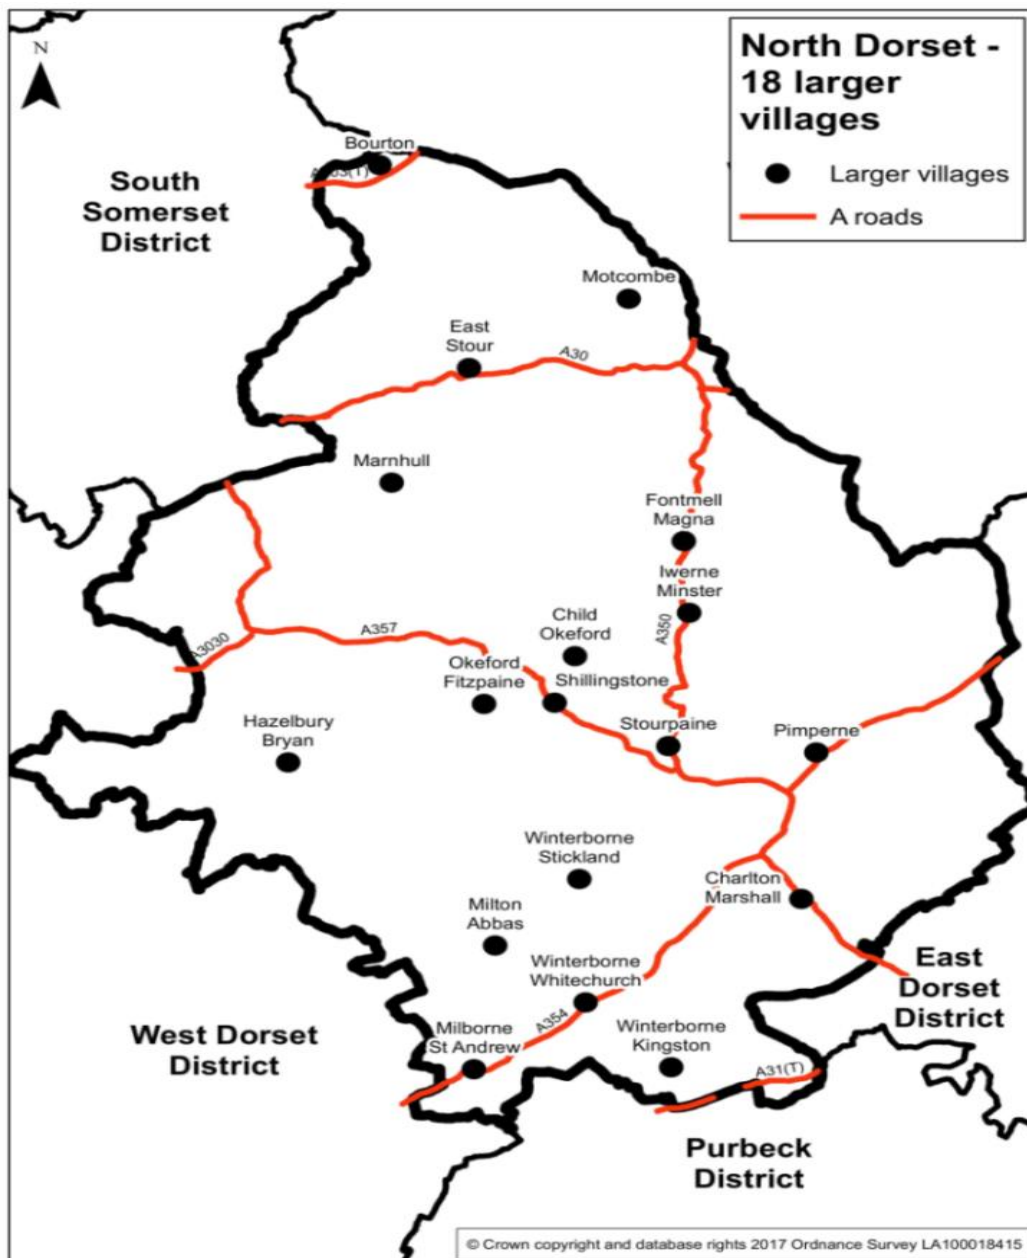 N
North Dorset -
18 larger
villages
Larger villages
A roads
Bourton
South
Somerset
District
Motcombe
East
Stour
A30
Marnhull
Fontmell
Magna
Iwerne
Minster
Child
Okeford
A350
A357
A3030
Okeford
Fitzpaine
Shillingstone
Hazelbury
Bryan
Stourpaine
Pimperne
Winterborne
Stickland
Charlton
Marshall
Milton
Abbas
Winterborne
Whitechurch
East
Dorset
District
West Dorset
District
Milborne
St Andrew
A354
Winterborne
Kingston
A31(T)
Purbeck
District
© Crown copyright and database rights 2017 Ordnance Survey LA100018415